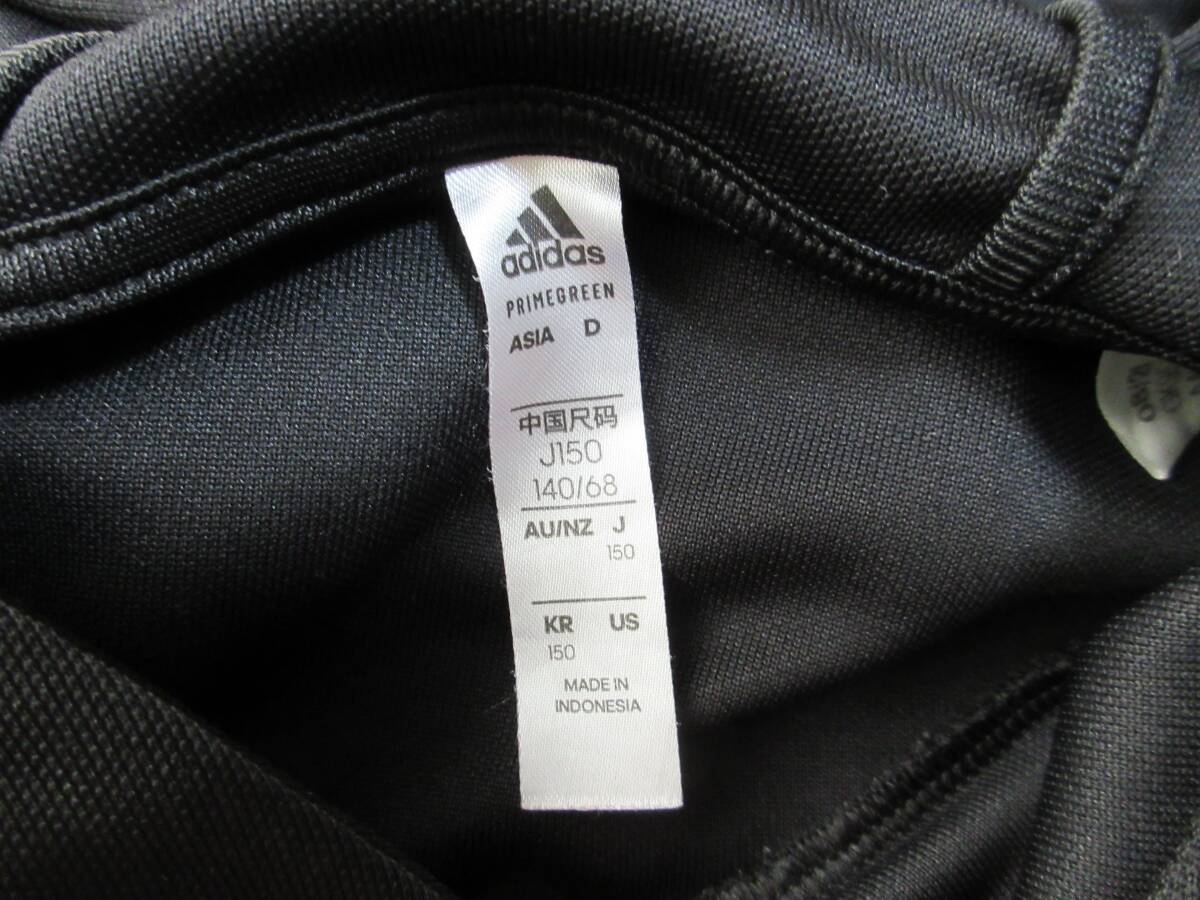 adidas
PRIMEGREEN
ASIA D
中国尺码
J150
140/68
AU/NZ J
150
KR US
150
MADE IN
INDONESIA